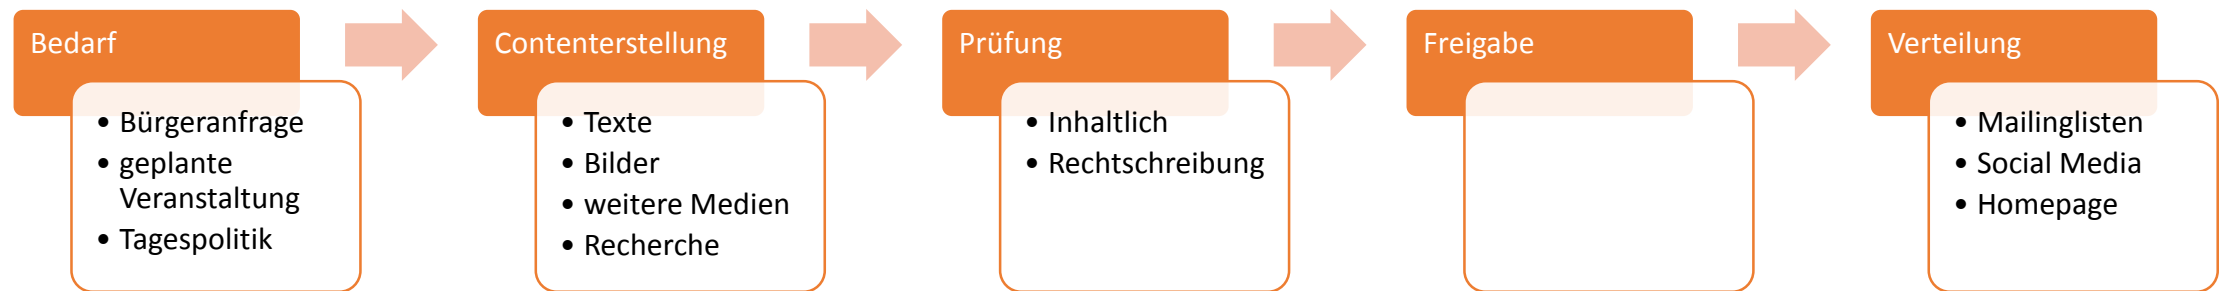 Bedarf
• Bürgeranfrage
• geplante
Veranstaltung
• Tagespolitik
Contenterstellung
• Texte
• Bilder
• weitere Medien
• Recherche
Prüfung
• Inhaltlich
• Rechtschreibung
Freigabe
Verteilung
• Mailinglisten
• Social Media
• Homepage